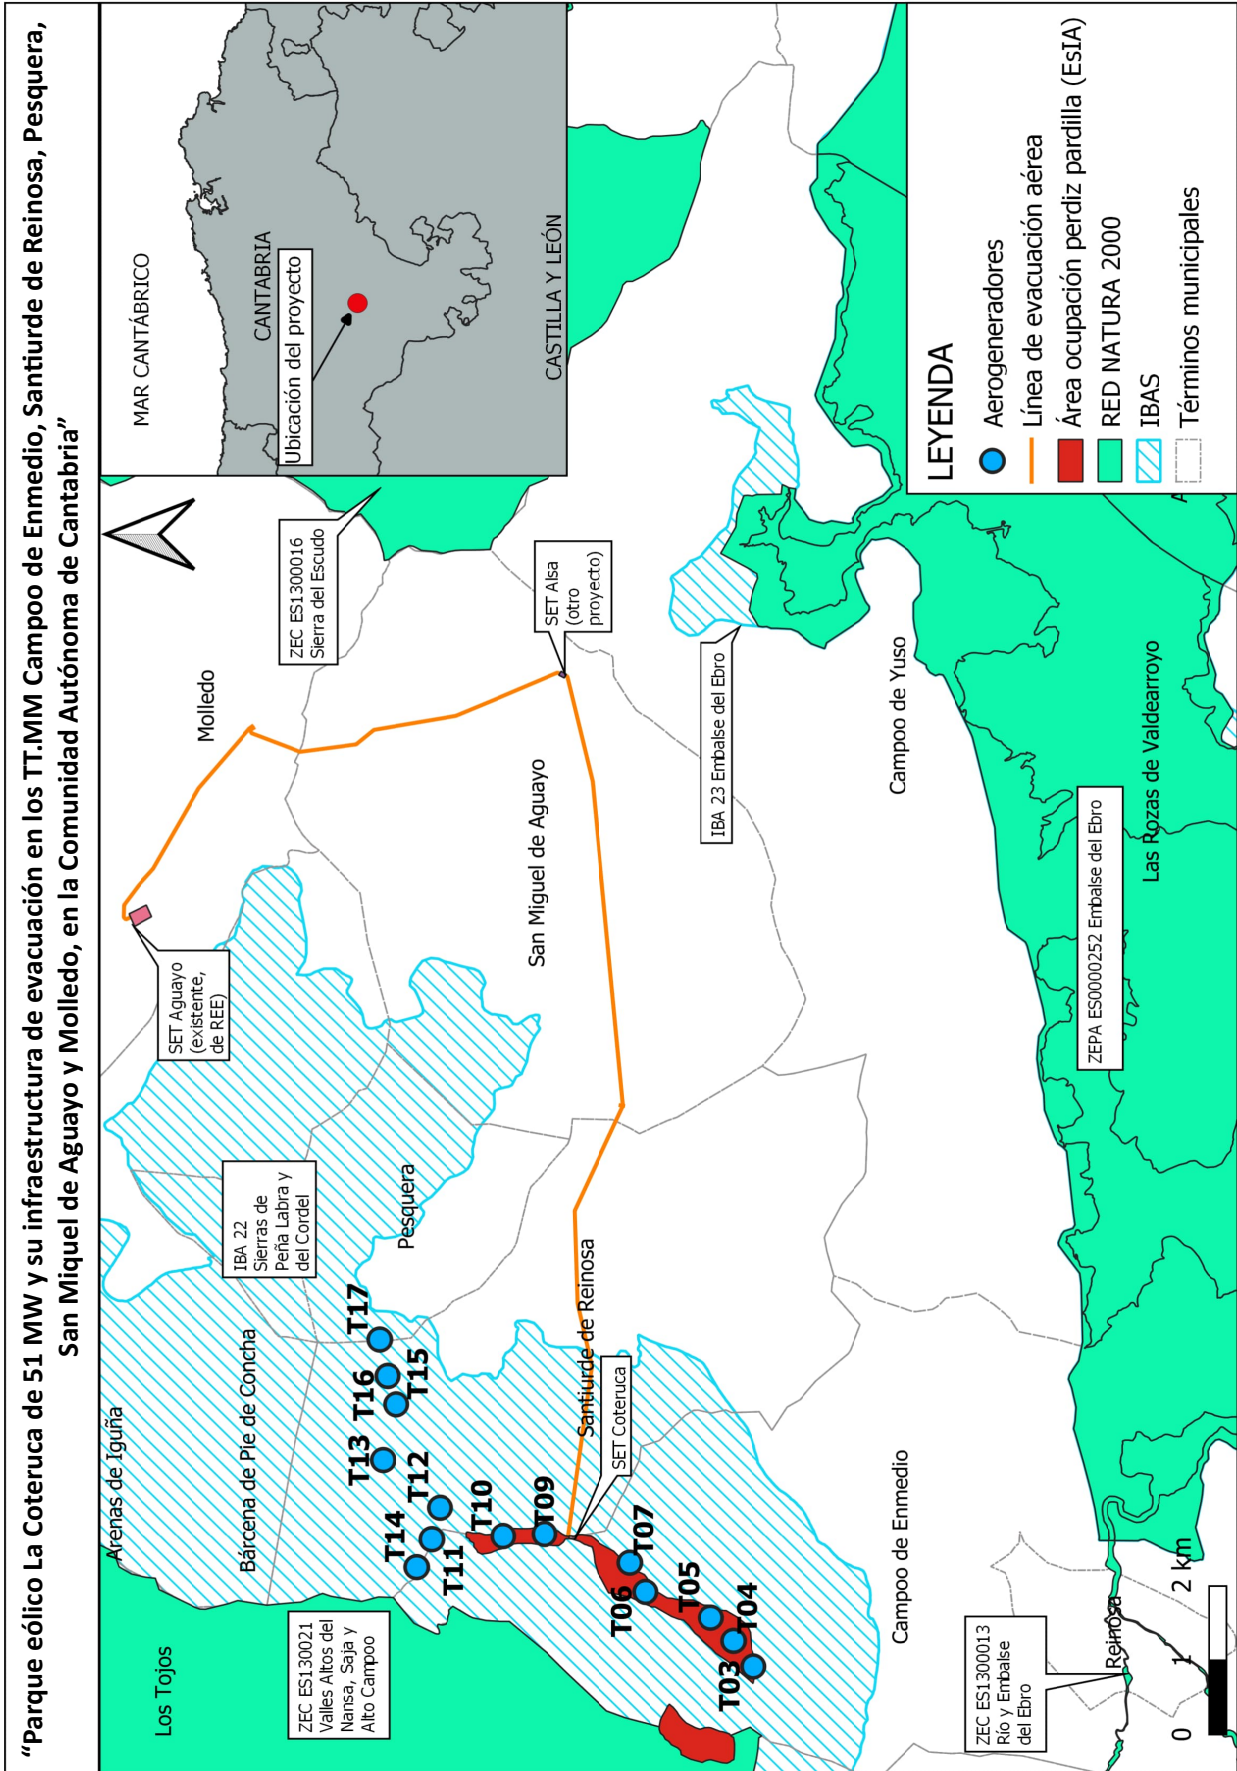 “Parque eólico La Coteruca de 51 MW y su infraestructura de evacuación en los TT.MM Campoo de Enmedio, Santiurde de Reinosa, Pesquera,
San Miquel de Aguayo y Molledo, en la Comunidad Autónoma de Cantabria”
MAR CANTÁBRICO
CANTABRIA
Ubicación del proyecto
CASTILLA Y LEÓN
Arenas de Iguña
Los Tojos
Bárcena de Pie de Concha
IBA 22
Sierras de
Peña Labra y
del Cordel
SET Aguayo
(existente,
de REE)
Molledo
ZEC ES1300016
Sierra del Escudo
ZEC ES1300021
Valles Altos del
Nansa, Saja y
Alto Campoo
T14
T13
T16
T17
T11
T12
T15
Pesquera
T10
T09
San Miguel de Aguayo
SET Alsa
(otro
proyecto)
Santiurde de Reinosa
SET Coteruca
T07
T06
T05
T04
T03
IBA 23 Embalse del Ebro
Campoo de Enmedio
Campoo de Yuso
ZEC ES1300013
Río y Embalse
del Ebro
Reinosa
ZEPA ES0000252 Embalse del Ebro
Las Rozas de Valdearroyo
0 1 2 km
LEYENDA
Aerogeneradores
Línea de evacuación aérea
Área ocupación perdiz pardilla (EsIA)
RED NATURA 2000
IBAS
Términos municipales